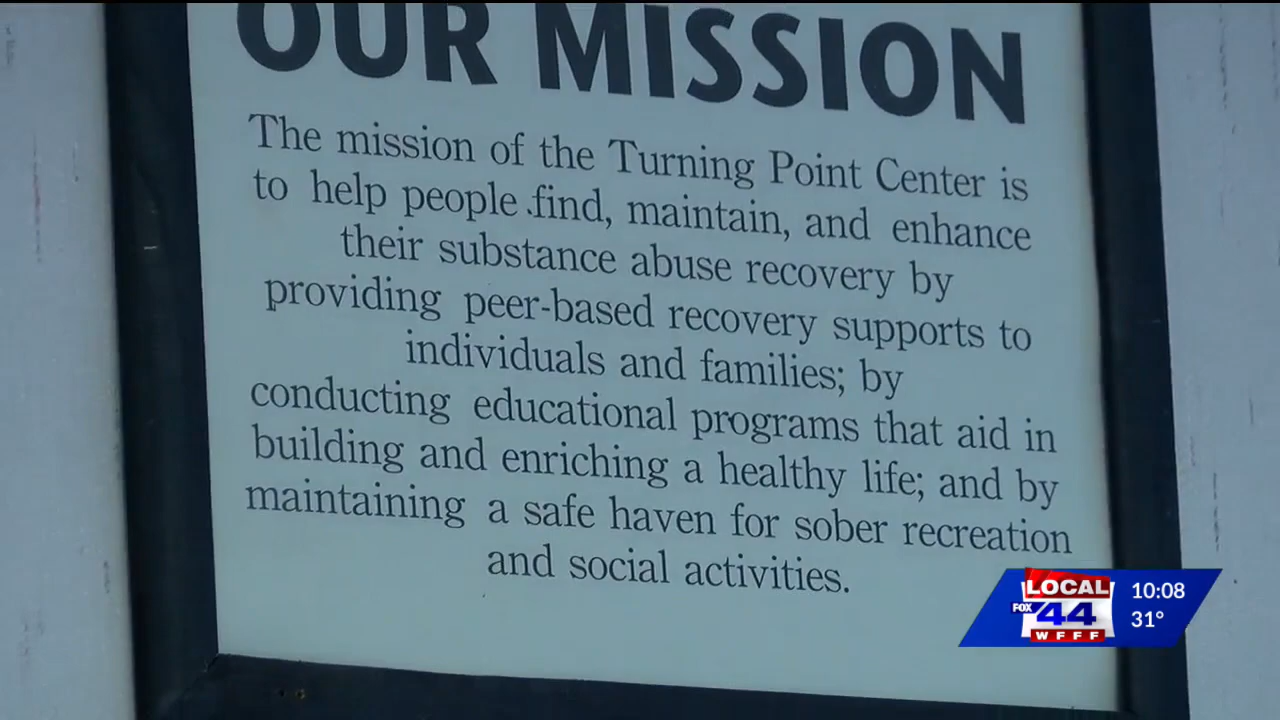 OUR MISSION
The mission of the Turning Point Center is
to help people find, maintain, and enhance
their substance abuse recovery by
providing peer-based recovery supports to
individuals and families; by
conducting educational programs that aid in
building and enriching a healthy life; and by
maintaining a safe haven for sober recreation
and social activities.
LOCAL
FOX 44
WFFF
10:08
31°